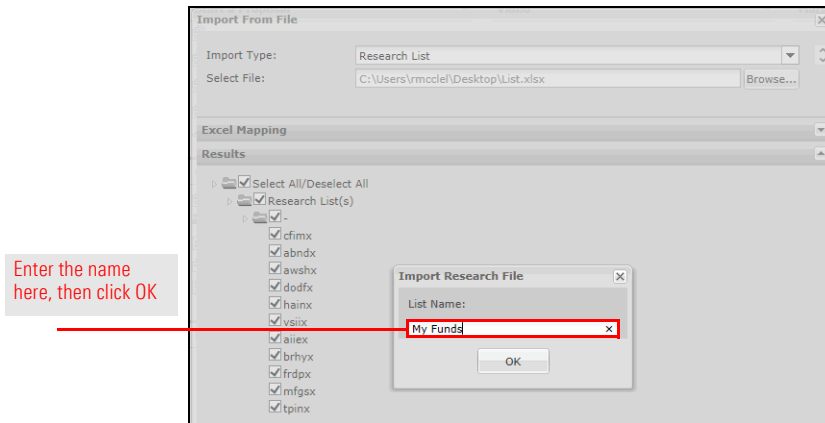 Import From File
Import Type:
Research List
Select File:
C:\Users\rmcclel\Desktop\List.xlsx
Browse...
Excel Mapping
Results
Select All/Deselect All
Research List(s)
-
cfimx
abndx
awshx
dodfx
hainx
vsiix
aiiex
brhyx
frdpx
mfgsx
tpinx
Enter the name
here, then click OK
Import Research File
List Name:
My Funds
OK